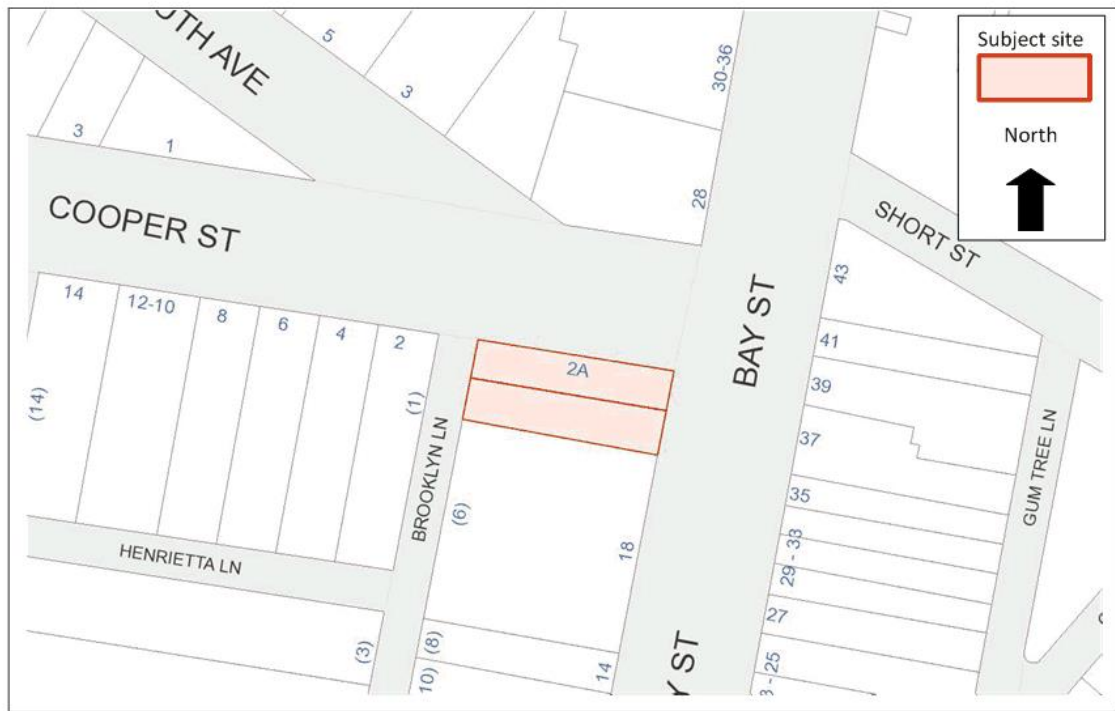 UTH AVE
5
3
30-36
Subject site
North
3
1
28
COOPER ST
SHORT ST
43
14
12-10
8
6
4
2
2A
BAY ST
41
39
(14)
(1)
BROOKLYN LN
37
GUM TREE LN
35
(6)
18
29 - 33
HENRIETTA LN
27
(3)
(8)
10)
14
Y ST
- 25